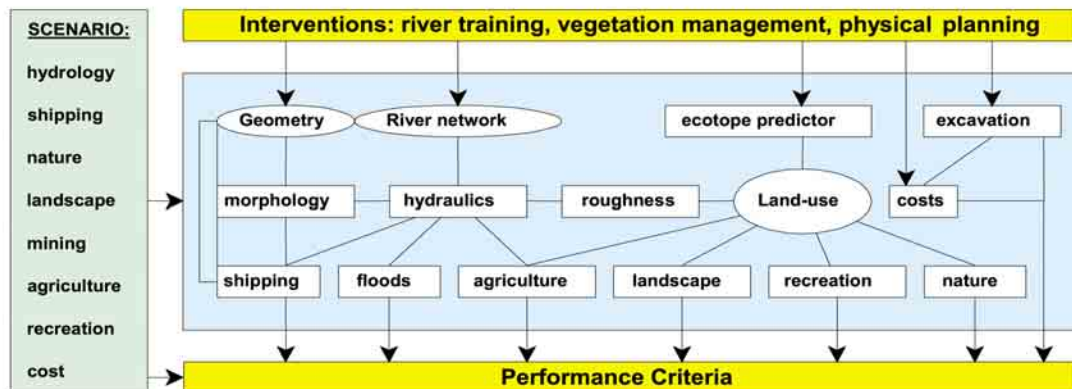 SCENARIO:
hydrology
shipping
nature
landscape
mining
agriculture
recreation
cost
Interventions: river training, vegetation management, physical planning
Geometry
River network
ecotope predictor
excavation
morphology
hydraulics
roughness
Land-use
costs
shipping
floods
agriculture
landscape
recreation
nature
Performance Criteria